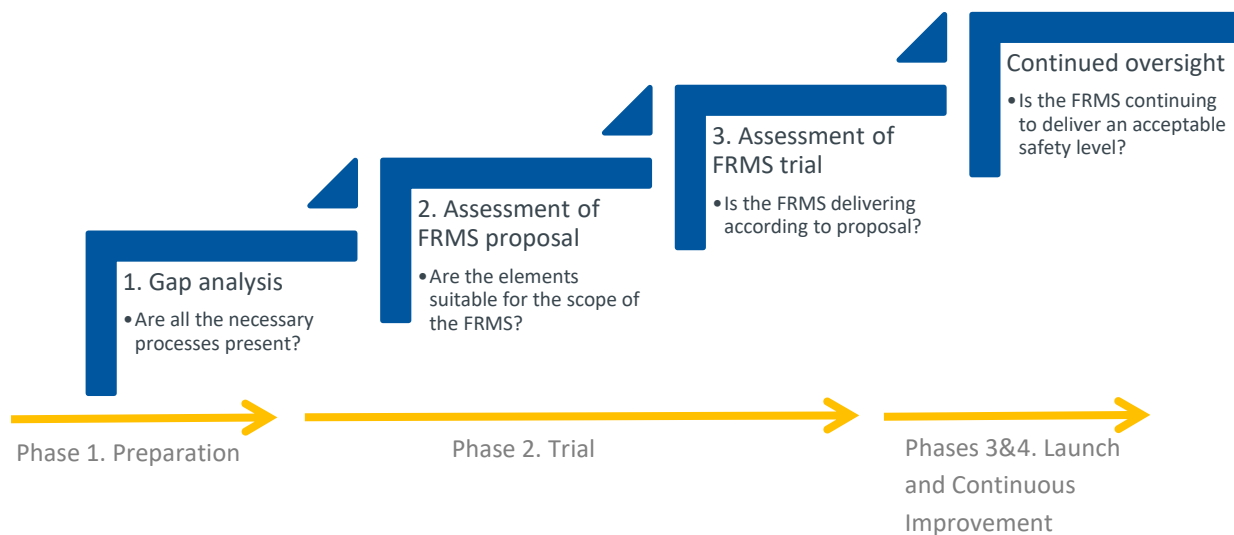 1. Gap analysis
•Are all the necessary
processes present?
2. Assessment of
FRMS proposal
•Are the elements
suitable for the scope of
the FRMS?
3. Assessment of
FRMS trial
•Is the FRMS delivering
according to proposal?
Continued oversight
•Is the FRMS continuing
to deliver an acceptable
safety level?
Phase 1. Preparation
Phase 2. Trial
Phases 3&4. Launch
and Continuous
Improvement